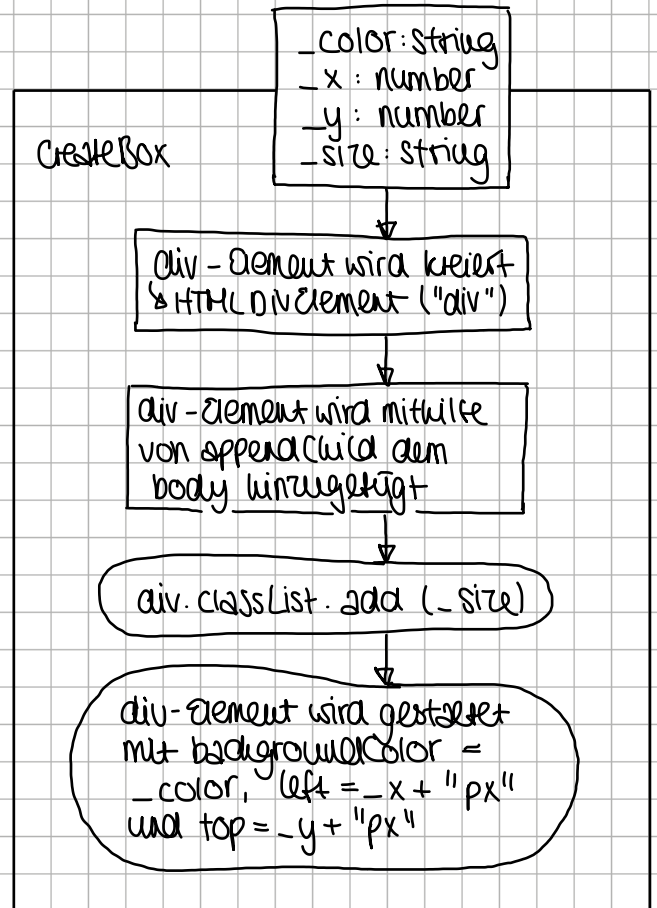 _color: string
_x : number
_y : number
_size: string
CreateBox
div-Element wird kreiert
↳ HTMLDivElement ("div")
div-Element wird mithilfe
von appendChild dem
body hinzugefügt
div.classList.add (_size)
div-Element wird gestaltet
mit backgroundColor =
_color, left = _x + "px"
und top = _y + "px"